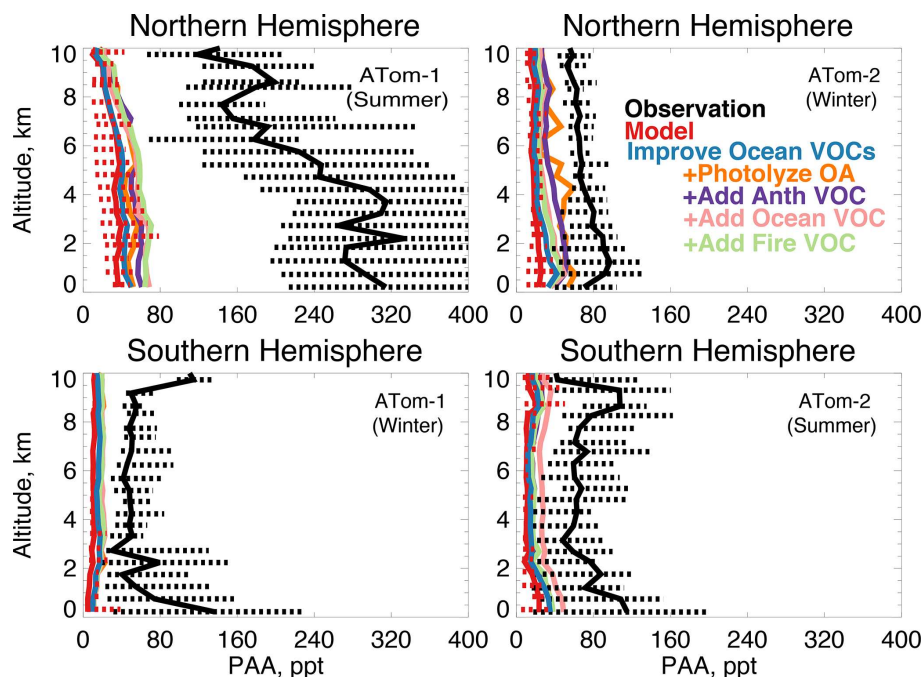 Northern Hemisphere
Northern Hemisphere
10
8
6
4
2
0
Altitude, km
ATom-1
(Summer)
0 80 160 240 320 400
10
8
6
4
2
0
ATom-2
(Winter)
Observation
Model
Improve Ocean VOCs
+Photolyze OA
+Add Anth VOC
+Add Ocean VOC
+Add Fire VOC
0 80 160 240 320 400
Southern Hemisphere
Southern Hemisphere
10
8
6
4
2
0
Altitude, km
ATom-1
(Winter)
0 80 160 240 320 400
PAA, ppt
10
8
6
4
2
0
ATom-2
(Summer)
0 80 160 240 320 400
PAA, ppt